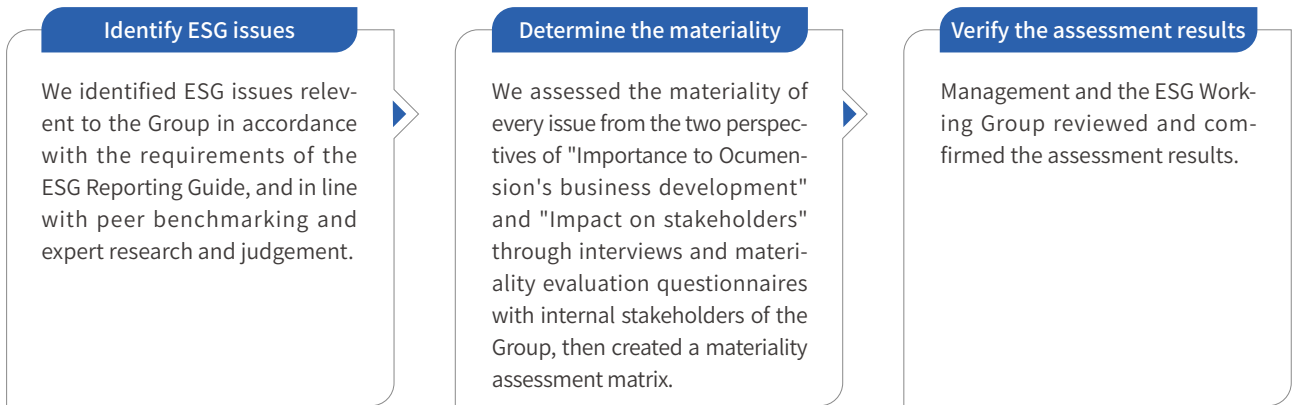 Identify ESG issues
We identified ESG issues relev-
ent to the Group in accordance
with the requirements of the
ESG Reporting Guide, and in line
with peer benchmarking and
expert research and judgement.
Determine the materiality
We assessed the materiality of
every issue from the two perspec-
tives of "Importance to Ocumen-
sion's business development"
and "Impact on stakeholders"
through interviews and materi-
ality evaluation questionnaires
with internal stakeholders of the
Group, then created a materiality
assessment matrix.
Verify the assessment results
Management and the ESG Work-
ing Group reviewed and con-
firmed the assessment results.